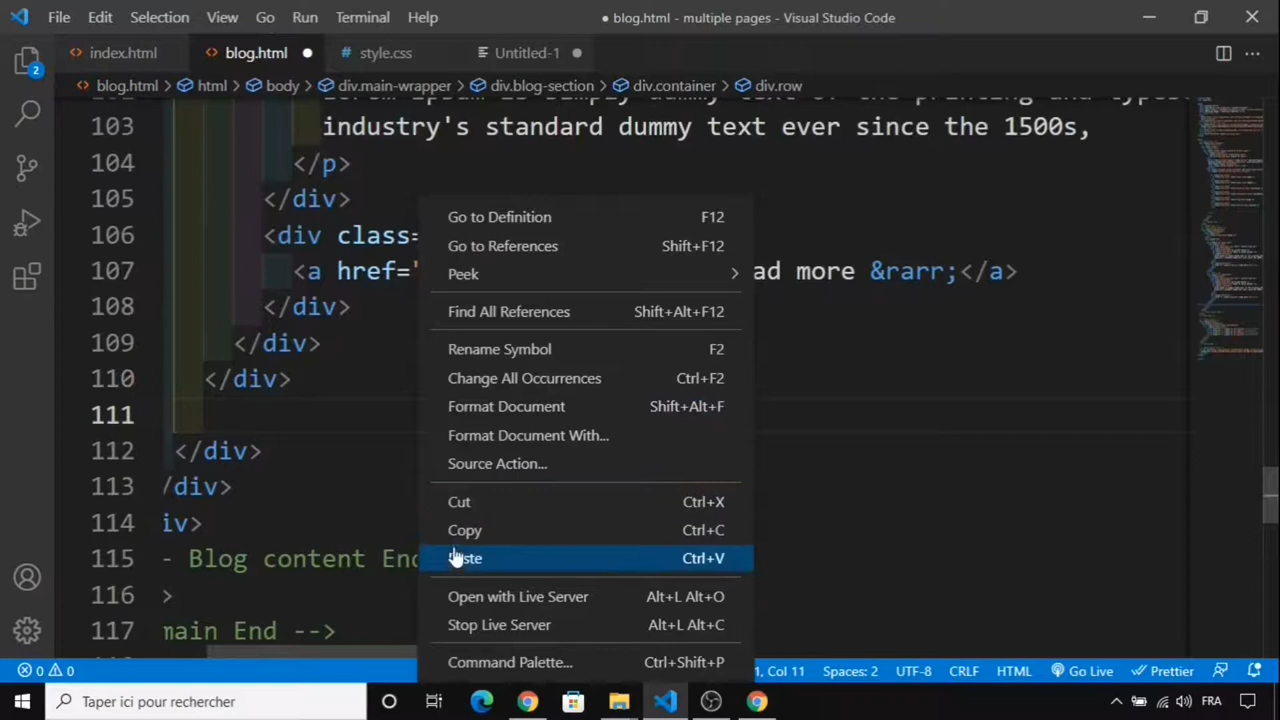 File Edit Selection View Go Run Terminal Help
● blog.html - multiple pages - Visual Studio Code
index.html blog.html style.css Untitled-1
blog.html > html > body > div.main-wrapper > div.blog-section > div.container > div.row
103 industry's stamdard dummy text ever since the 1500s,
104 </p>
105 </div>
106 <div class=
107 <a href=" ad more &rarr;</a>
108 </div>
109 </div>
110 </div>
111
112 </div>
113 /div>
114 iv>
115 - Blog content En
116 >
117 main End -->
Go to Definition F12
Go to References Shift+F12
Peek >
Find All References Shift+Alt+F12
Rename Symbol F2
Change All Occurrences Ctrl+F2
Format Document Shift+Alt+F
Format Document With...
Source Action...
Cut Ctrl+X
Copy Ctrl+C
Paste Ctrl+V
Open with Live Server Alt+L Alt+O
Stop Live Server Alt+L Alt+C
Command Palette... Ctrl+Shift+P
2
0 0 1, Col 11 Spaces: 2 UTF-8 CRLF HTML Go Live Prettier
Taper ici pour rechercher FRA